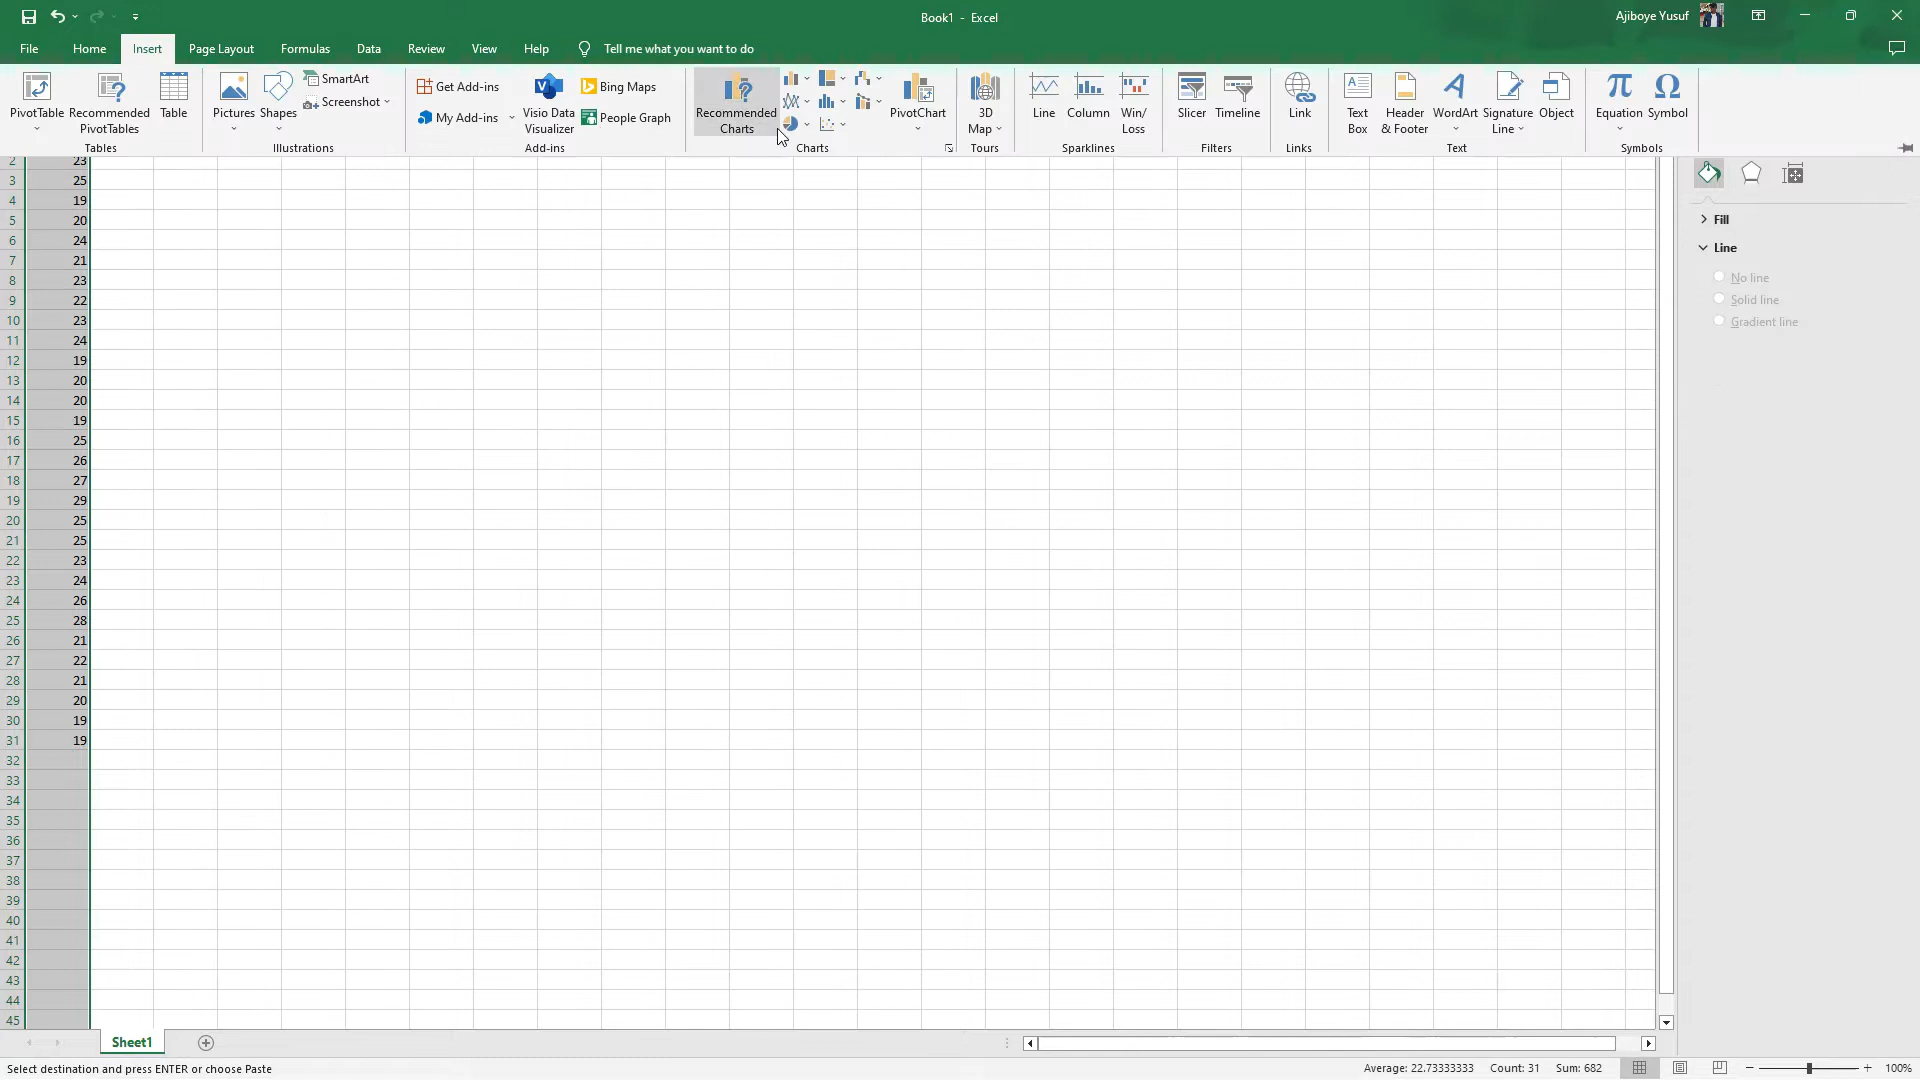 Book1 - Excel
Ajiboye Yusuf
File Home Insert Page Layout Formulas Data Review View Help Tell me what you want to do
PivotTable
Recommended
PivotTables
Table
Tables
Pictures
Shapes
SmartArt
Screenshot
Illustrations
Get Add-ins
My Add-ins
Visio Data
Visualizer
Bing Maps
People Graph
Add-ins
Recommended
Charts
PivotChart
Charts
3D
Map
Tours
Line
Column
Win/
Loss
Sparklines
Slicer
Timeline
Filters
Link
Links
Text
Box
Header
& Footer
WordArt
Signature
Line
Object
Text
Equation
Symbol
Symbols
2 23
3 25
4 19
5 20
6 24
7 21
8 23
9 22
10 23
11 24
12 19
13 20
14 20
15 19
16 25
17 26
18 27
19 29
20 25
21 25
22 23
23 24
24 26
25 28
26 21
27 22
28 21
29 20
30 19
31 19
32
33
34
35
36
37
38
39
40
41
42
43
44
45
Fill
Line
No line
Solid line
Gradient line
Sheet1
Select destination and press ENTER or choose Paste
Average: 22.73333333 Count: 31 Sum: 682
100%